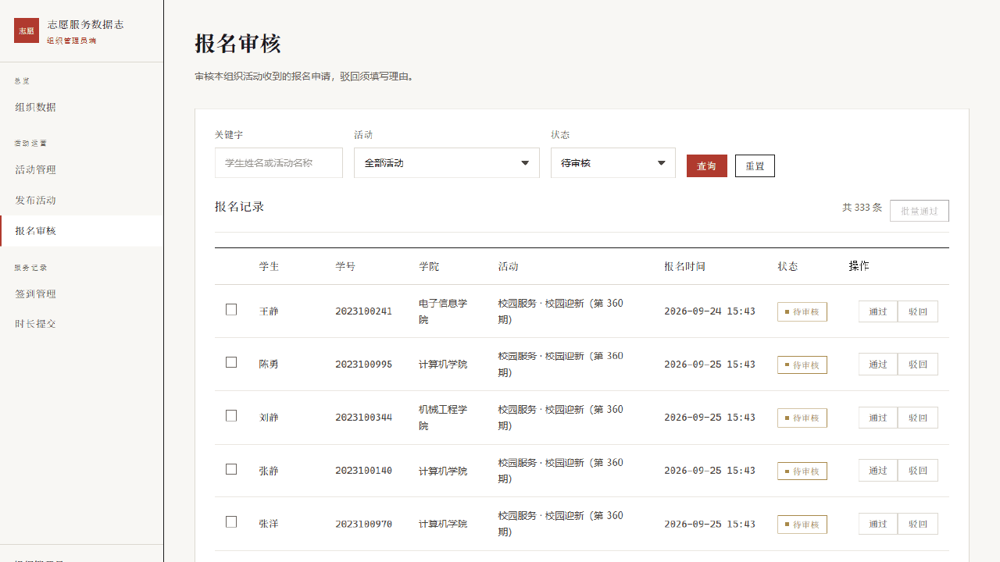 志愿
志愿服务数据志
组织管理员端
总览
组织数据
活动运营
活动管理
发布活动
报名审核
服务记录
签到管理
时长提交
报名审核
审核本组织活动收到的报名申请，驳回须填写理由。
关键字
活动
状态
学生姓名或活动名称
全部活动
待审核
查询
重置
报名记录
共 333 条
批量通过
学生 学号 学院 活动 报名时间 状态 操作
王静 2023100241 电子信息学院 校园服务 · 校园迎新（第 360 期） 2026-09-24 15:43 待审核 通过 驳回
陈勇 2023100995 计算机学院 校园服务 · 校园迎新（第 360 期） 2026-09-25 15:43 待审核 通过 驳回
刘静 2023100344 机械工程学院 校园服务 · 校园迎新（第 360 期） 2026-09-25 15:43 待审核 通过 驳回
张静 2023100140 计算机学院 校园服务 · 校园迎新（第 360 期） 2026-09-25 15:43 待审核 通过 驳回
张洋 2023100970 计算机学院 校园服务 · 校园迎新（第 360 期） 2026-09-25 15:43 待审核 通过 驳回